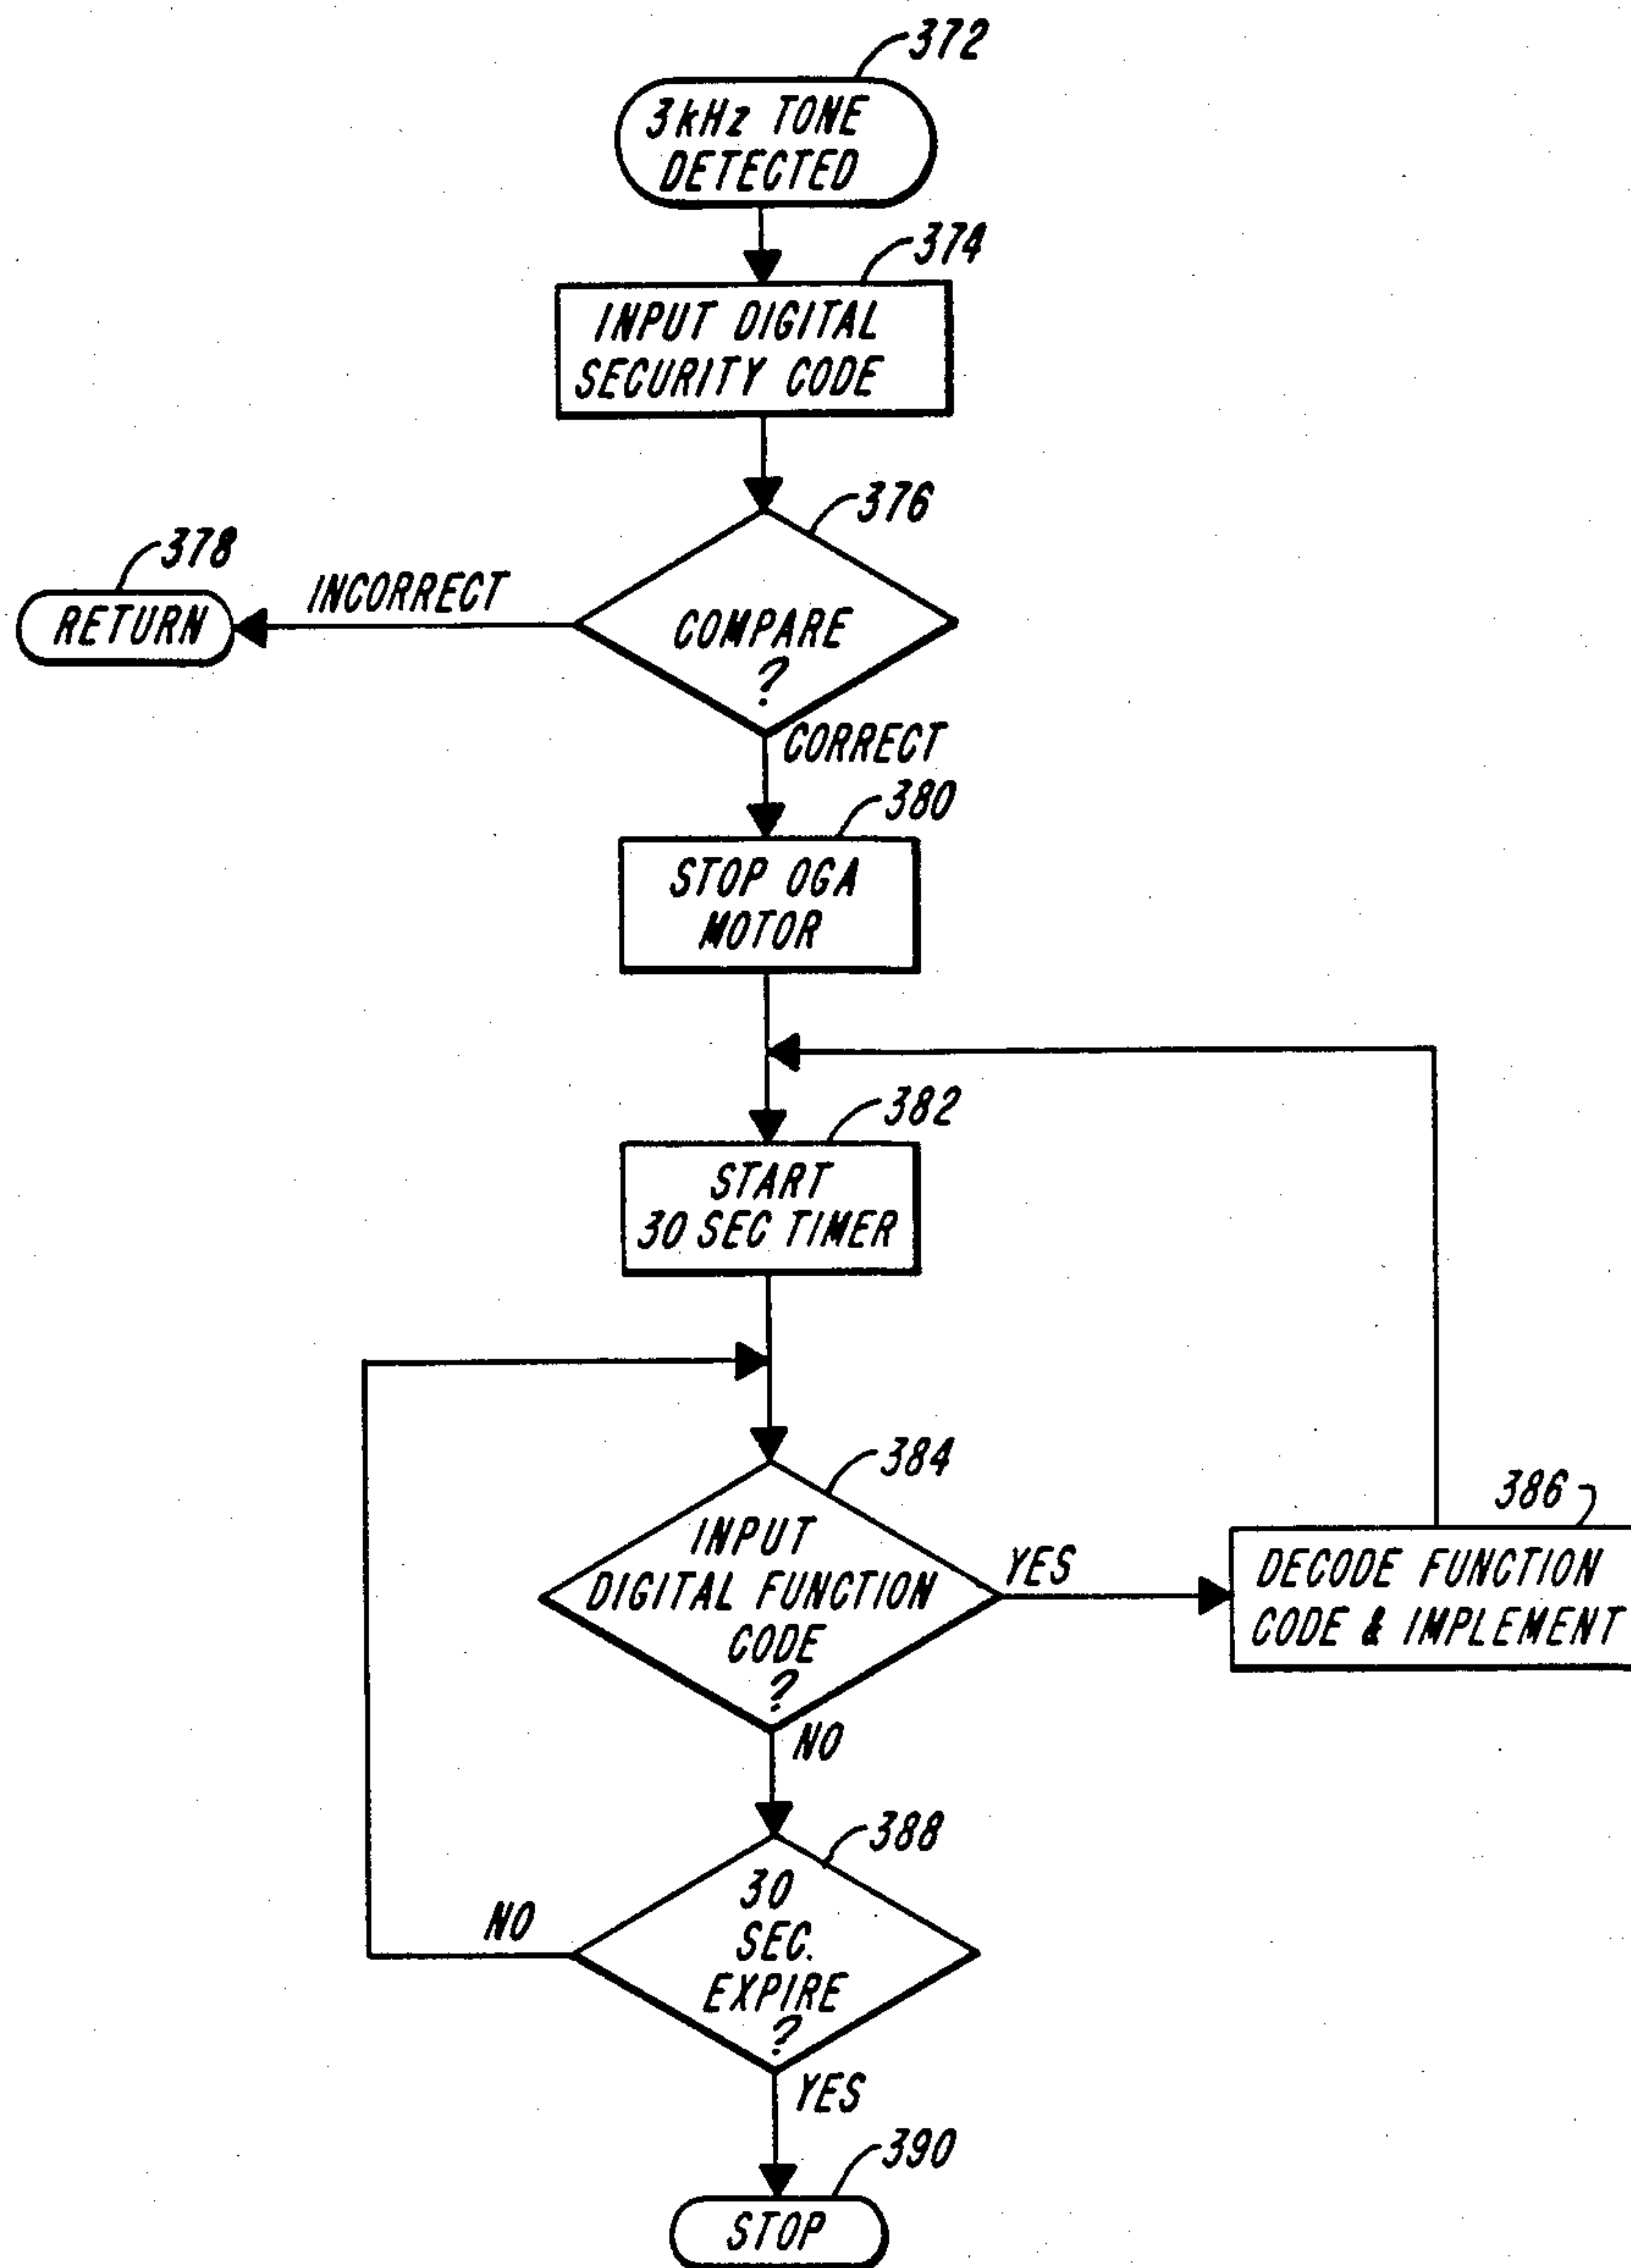 372
3kHz TONE
DETECTED
374
INPUT DIGITAL
SECURITY CODE
376
378
INCORRECT
RETURN
COMPARE
?
CORRECT
380
STOP OGA
MOTOR
382
START
30 SEC TIMER
384
INPUT
DIGITAL FUNCTION
CODE
?
YES
386
DECODE FUNCTION
CODE & IMPLEMENT
NO
388
30
SEC.
EXPIRE
?
NO
YES
390
STOP